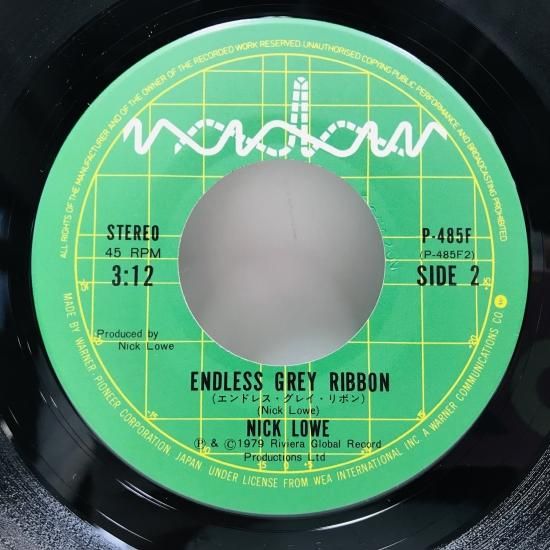 ALL RIGHTS OF THE MANUFACTURER AND OF THE OWNER OF THE RECORDED WORK RESERVED. UNAUTHORISED COPYING PUBLIC PERFORMANCE AND BROADCASTING PROHIBITED
radar
STEREO
45 RPM
3:12
P-485F
(P-485F2)
SIDE 2
Produced by
Nick Lowe
ENDLESS GREY RIBBON
(エンドレス・グレイ・リボン)
(Nick Lowe)
NICK LOWE
Ⓟ & ©1979 Riviera Global Record
Productions Ltd
MADE BY WARNER-PIONEER CORPORATION, JAPAN UNDER LICENSE FROM WEA INTERNATIONAL INC. A WARNER COMMUNICATIONS CO